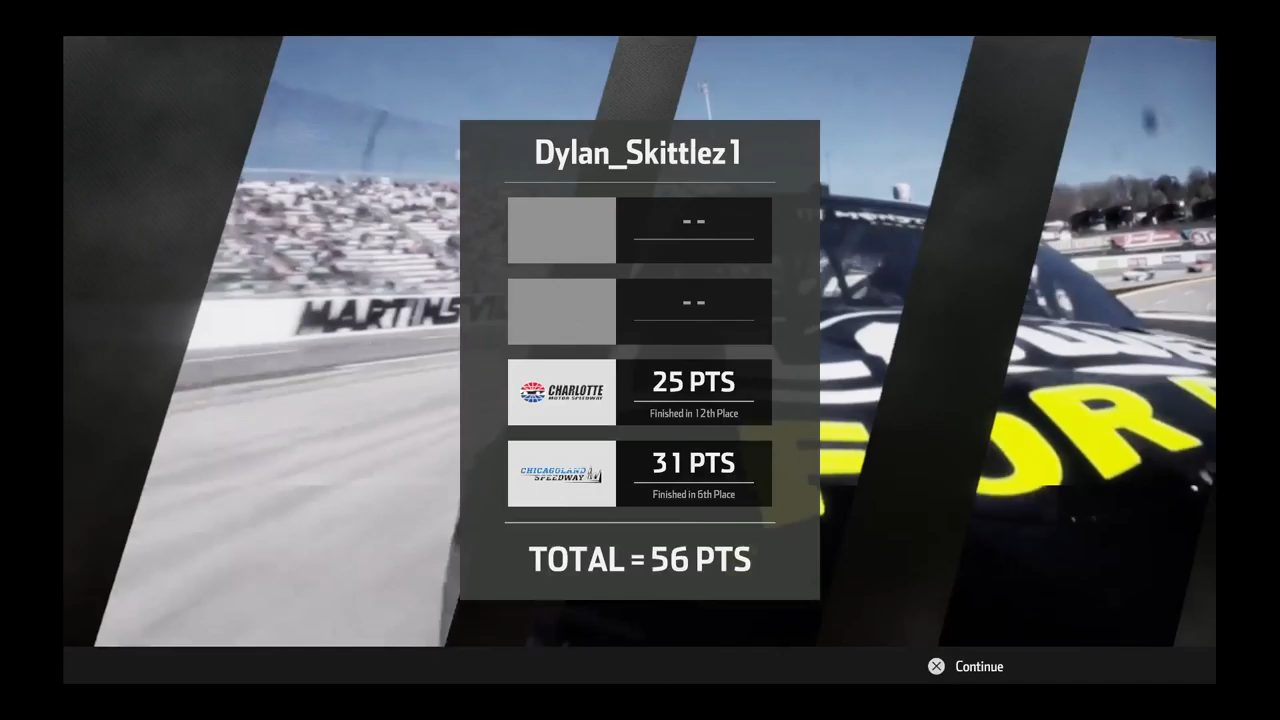 Dylan_Skittlez1
--
MARTINSV
--
CHARLOTTE
MOTOR SPEEDWAY
25 PTS
Finished in 12th Place
CHICAGOLAND
SPEEDWAY
31 PTS
Finished in 6th Place
TOTAL = 56 PTS
Continue